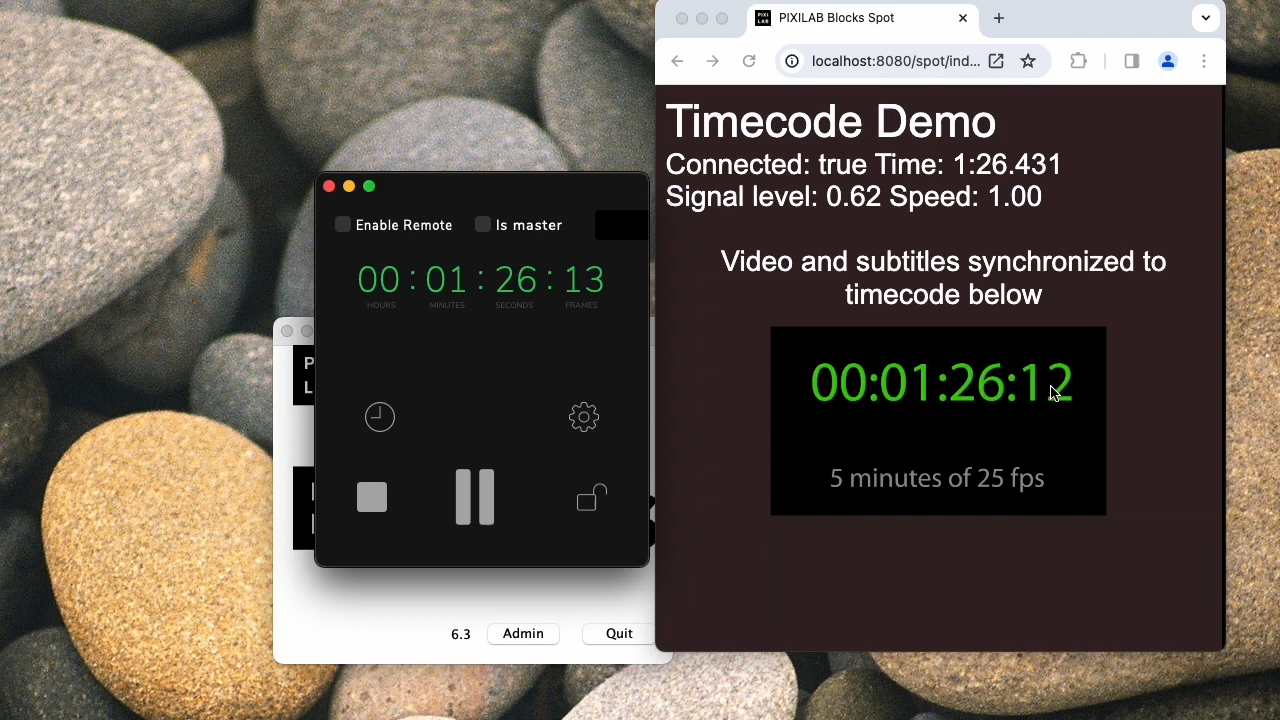 PIXI
LAB
PIXILAB Blocks Spot
localhost:8080/spot/ind...
Timecode Demo
Connected: true Time: 1:26.431
Signal level: 0.62 Speed: 1.00
Video and subtitles synchronized to
timecode below
00:01:26:12
5 minutes of 25 fps
Enable Remote
Is master
00:01:26:13
HOURS MINUTES SECONDS FRAMES
P
L
6.3
Admin
Quit